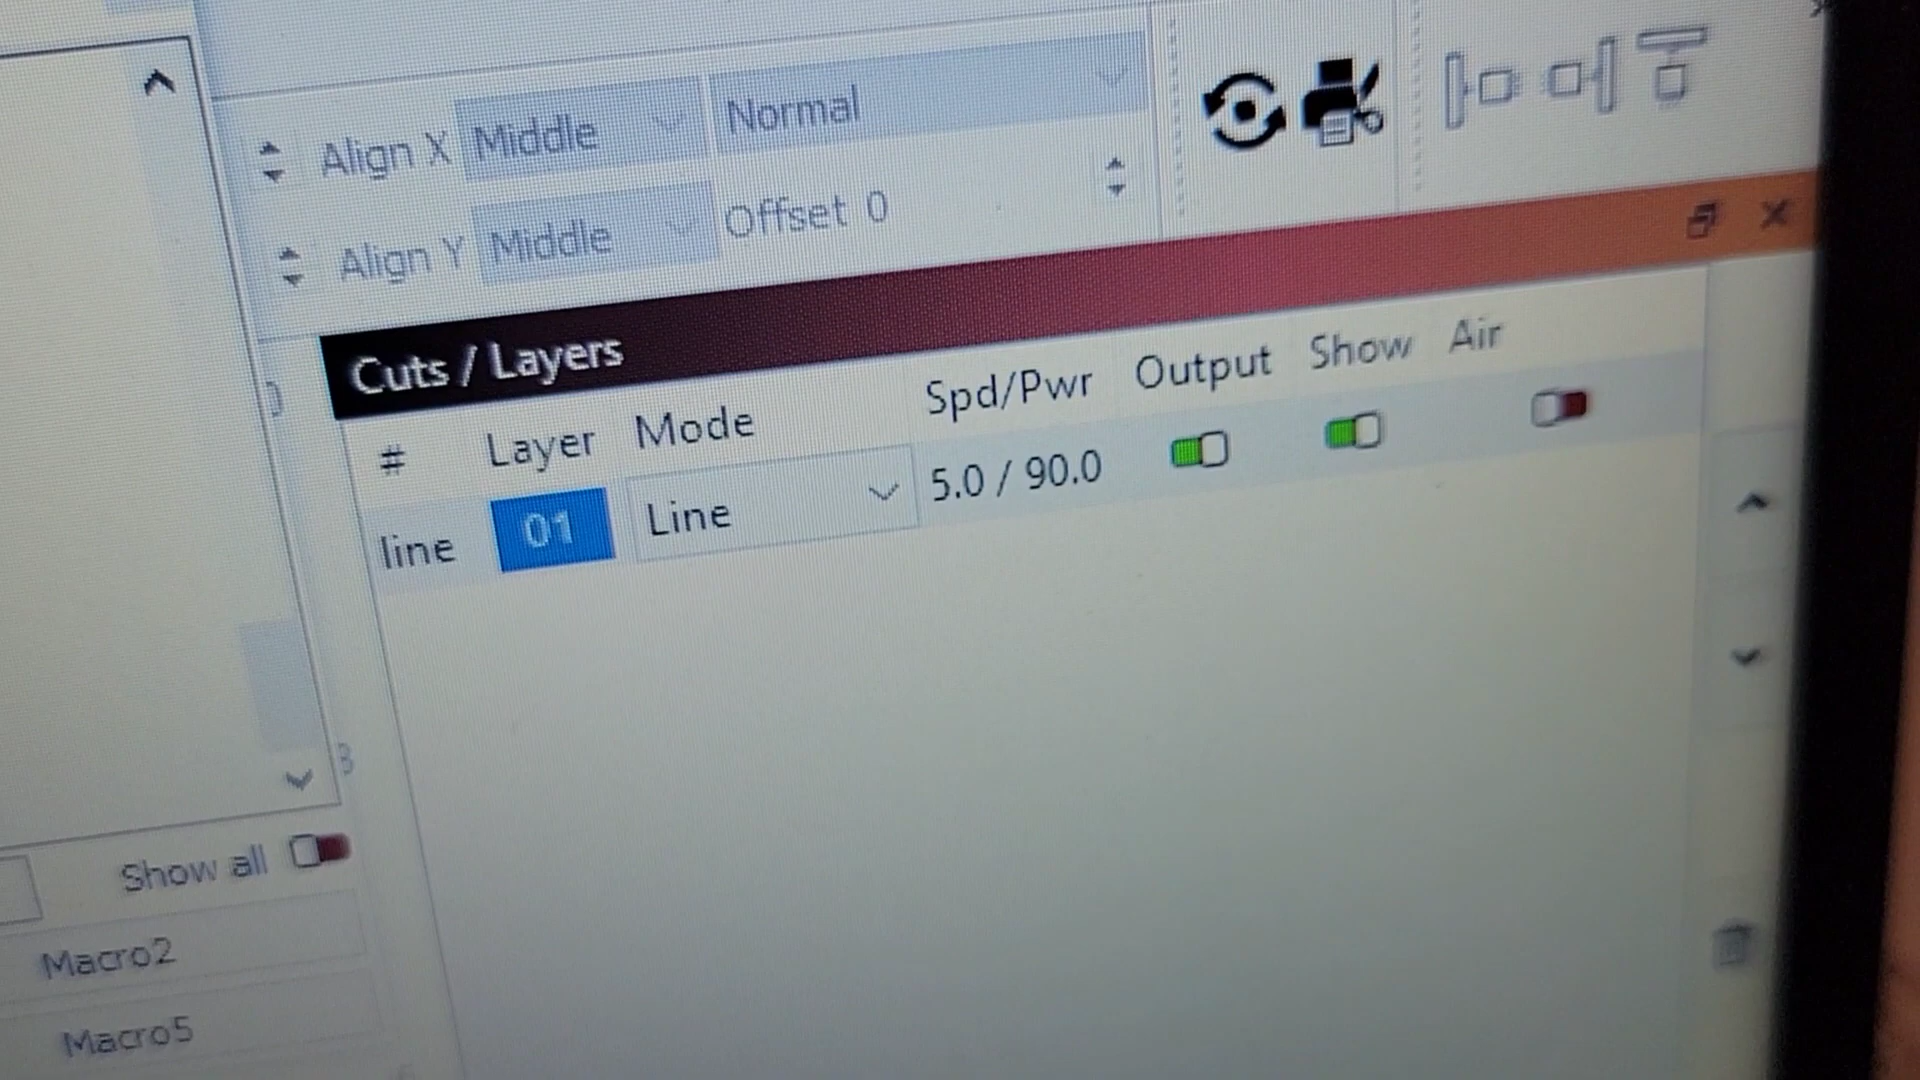 Align X Middle Normal
Align Y Middle Offset 0
Cuts / Layers
# Layer Mode Spd/Pwr Output Show Air
line 01 Line 5.0 / 90.0
Show all
Macro2
Macro5